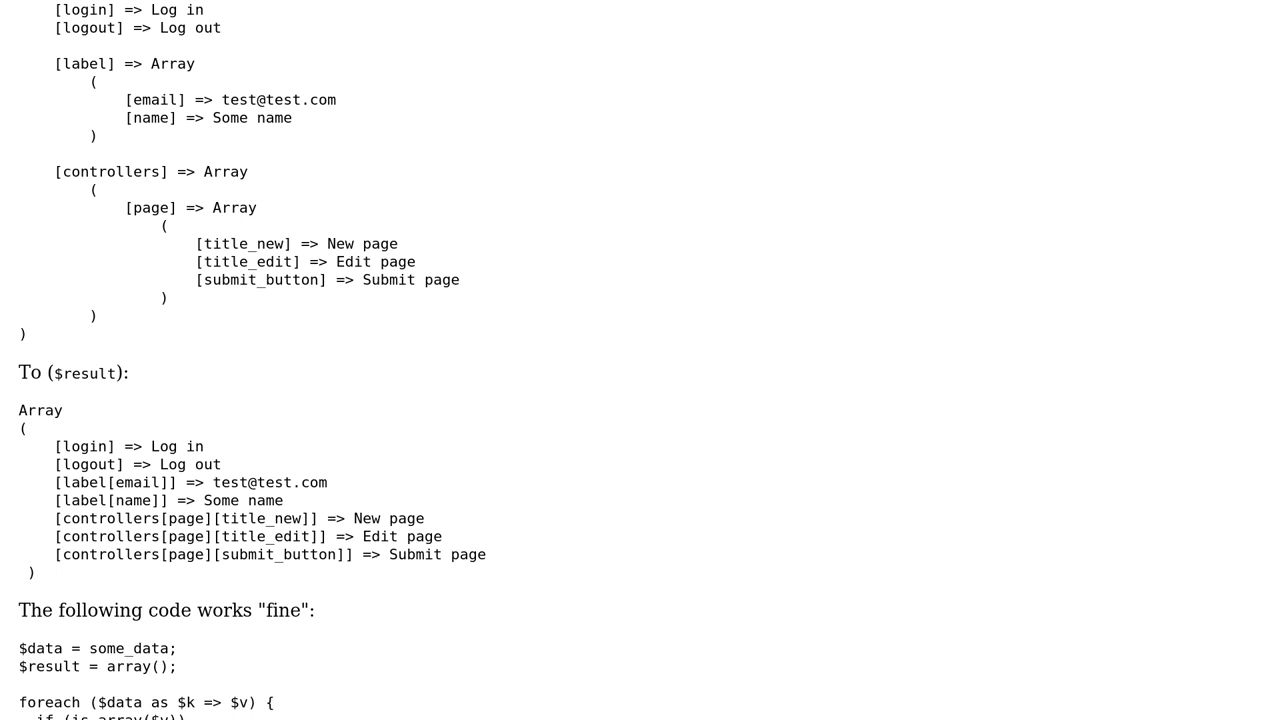 [login] => Log in
[logout] => Log out
[label] => Array
(
[email] => test@test.com
[name] => Some name
)
[controllers] => Array
(
[page] => Array
(
[title_new] => New page
[title_edit] => Edit page
[submit_button] => Submit page
)
)
)
To ($result):
Array
(
[login] => Log in
[logout] => Log out
[label[email]] => test@test.com
[label[name]] => Some name
[controllers[page][title_new]] => New page
[controllers[page][title_edit]] => Edit page
[controllers[page][submit_button]] => Submit page
)
The following code works "fine":
$data = some_data;
$result = array();
foreach ($data as $k => $v) {
if (is_array($v))